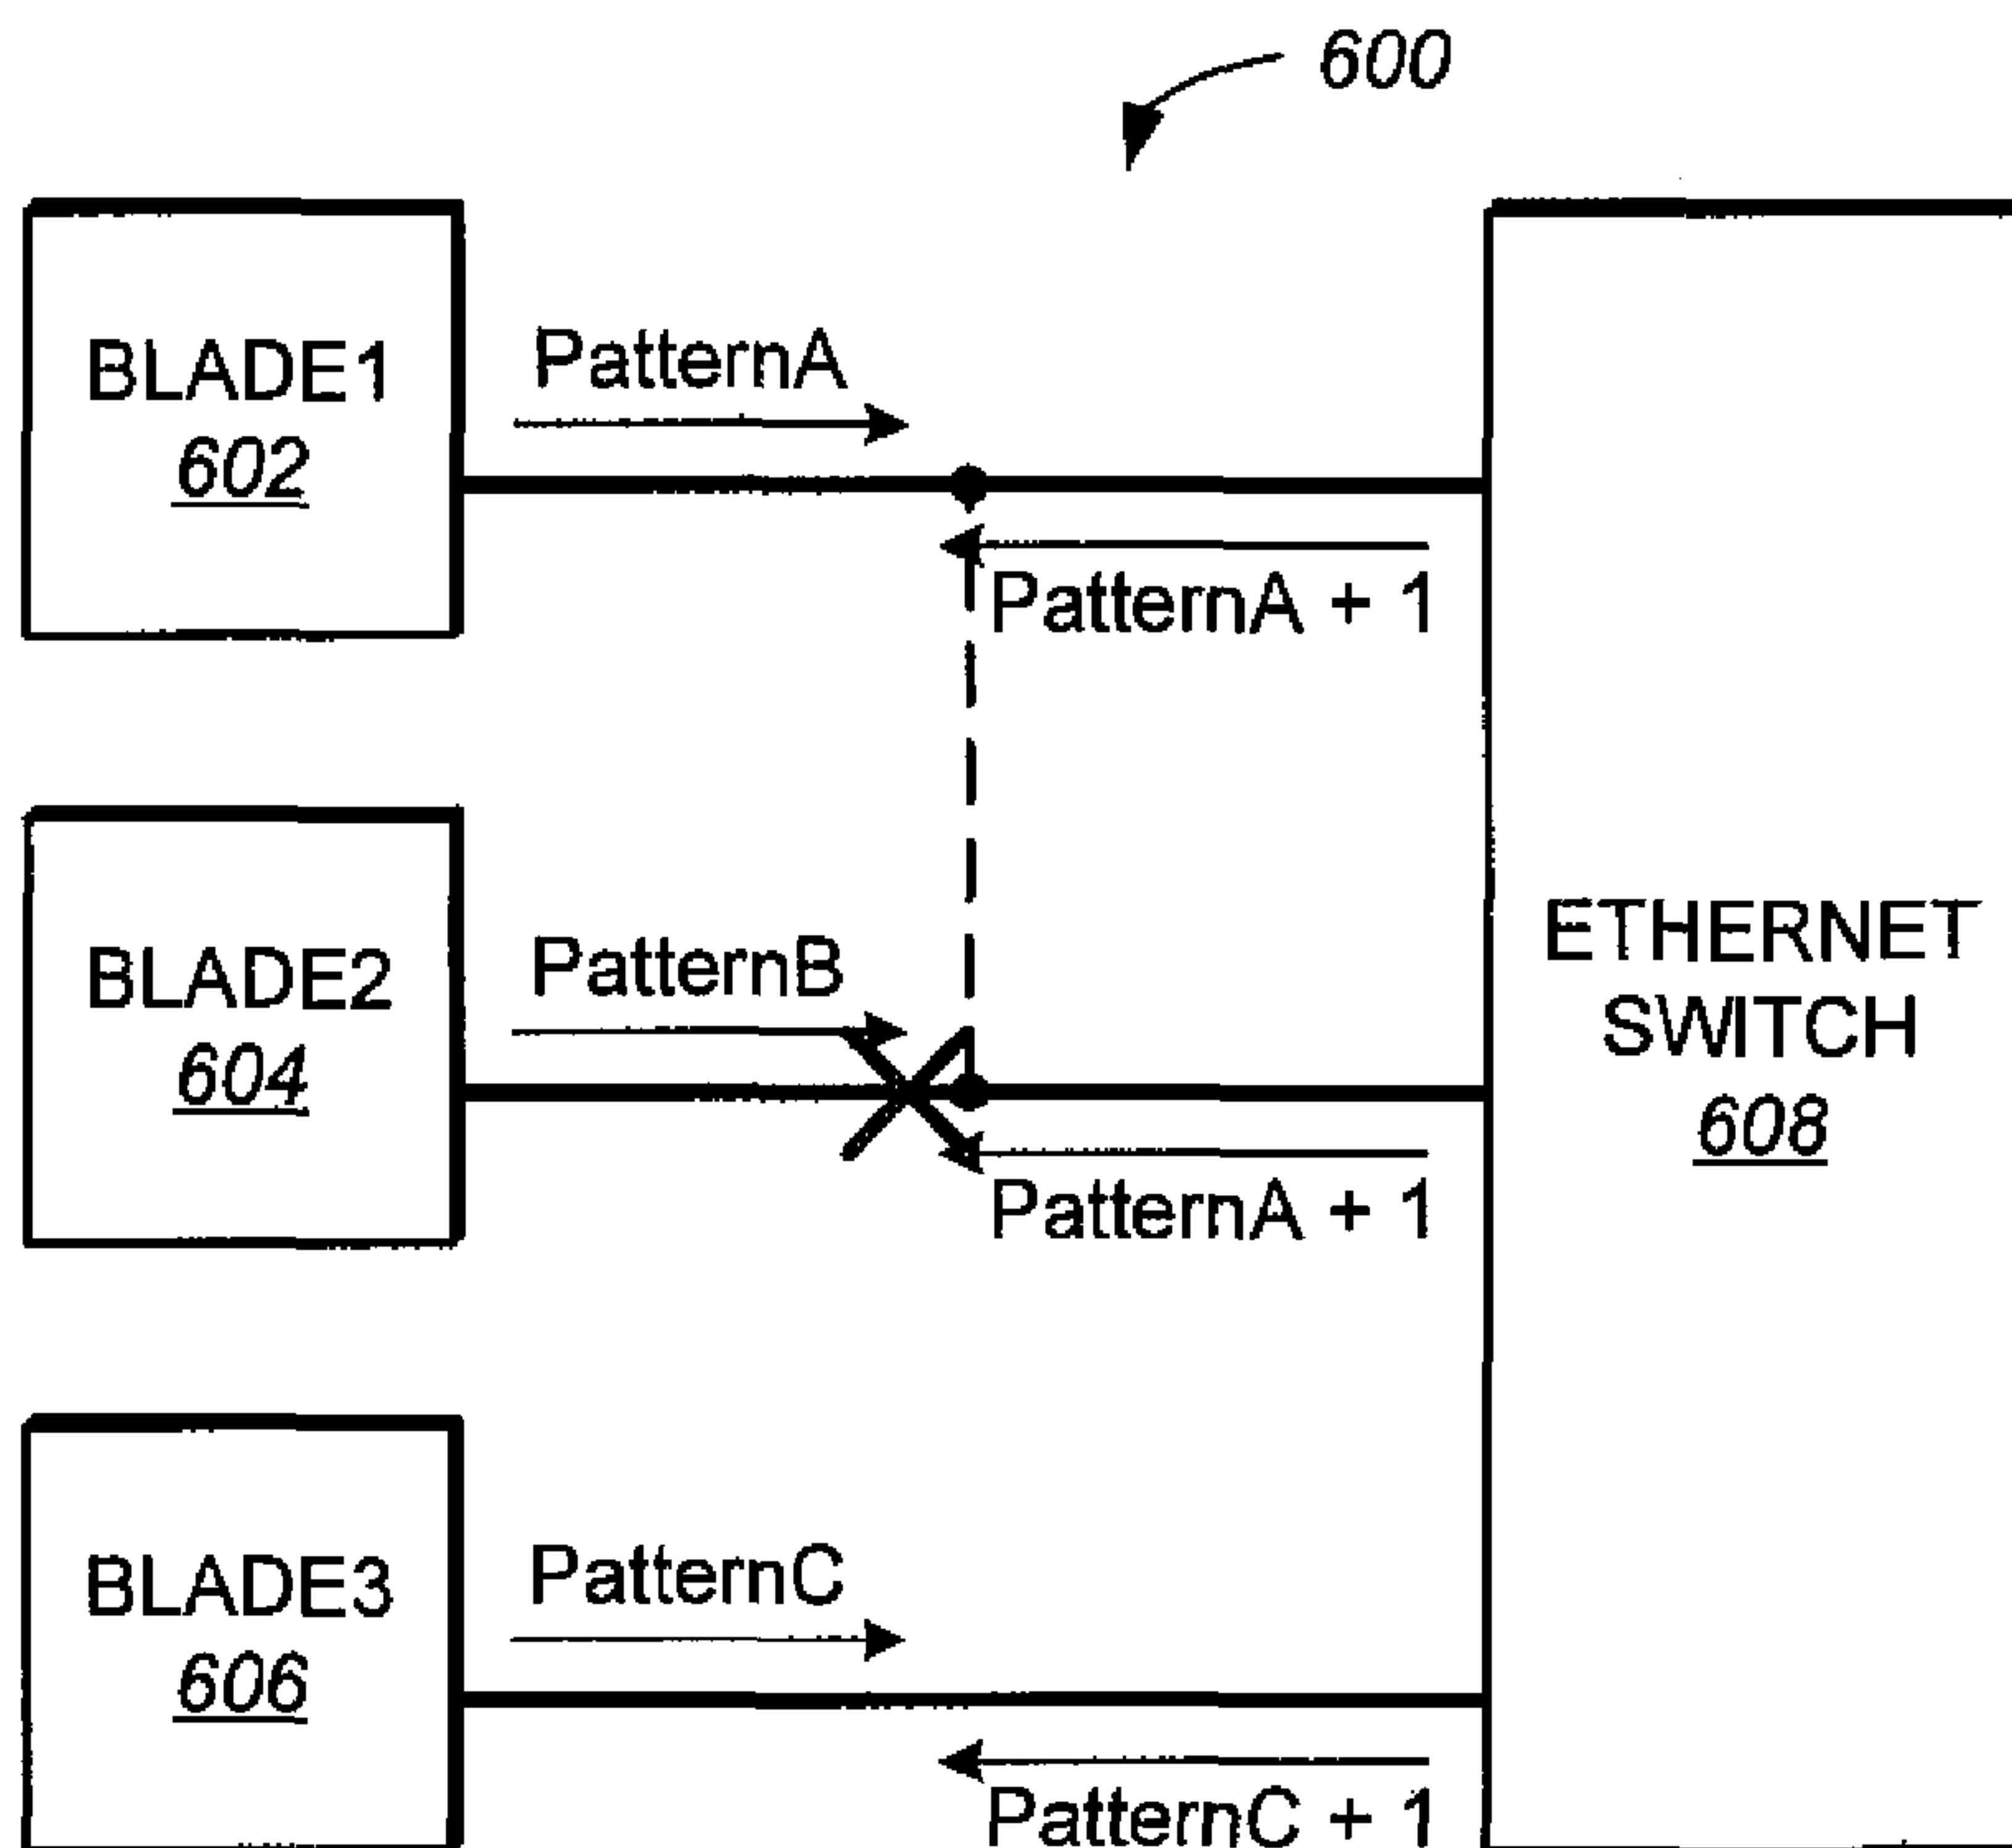 600
BLADE1
602
PatternA
PatternA + 1
BLADE2
604
PatternB
PatternA + 1
ETHERNET
SWITCH
608
BLADE3
606
PatternC
PatternC + 1